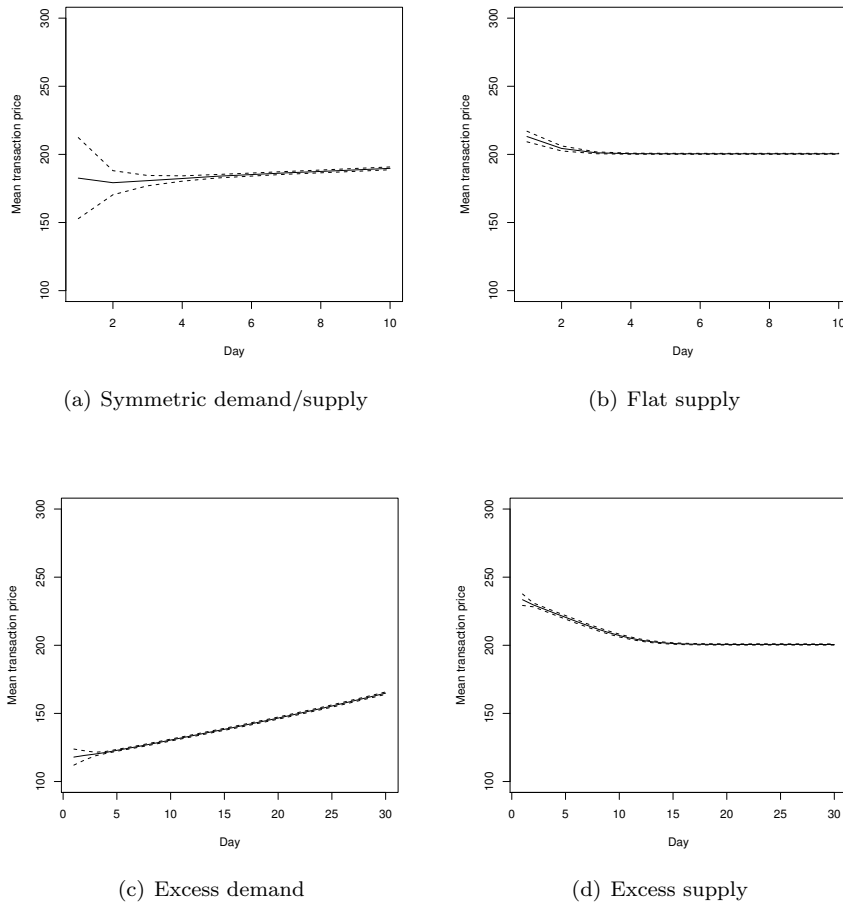 300
250
200
150
100
Mean transaction price
2 4 6 8 10
Day
(a) Symmetric demand/supply
300
250
200
150
100
Mean transaction price
2 4 6 8 10
Day
(b) Flat supply
300
250
200
150
100
Mean transaction price
0 5 10 15 20 25 30
Day
(c) Excess demand
300
250
200
150
100
Mean transaction price
0 5 10 15 20 25 30
Day
(d) Excess supply